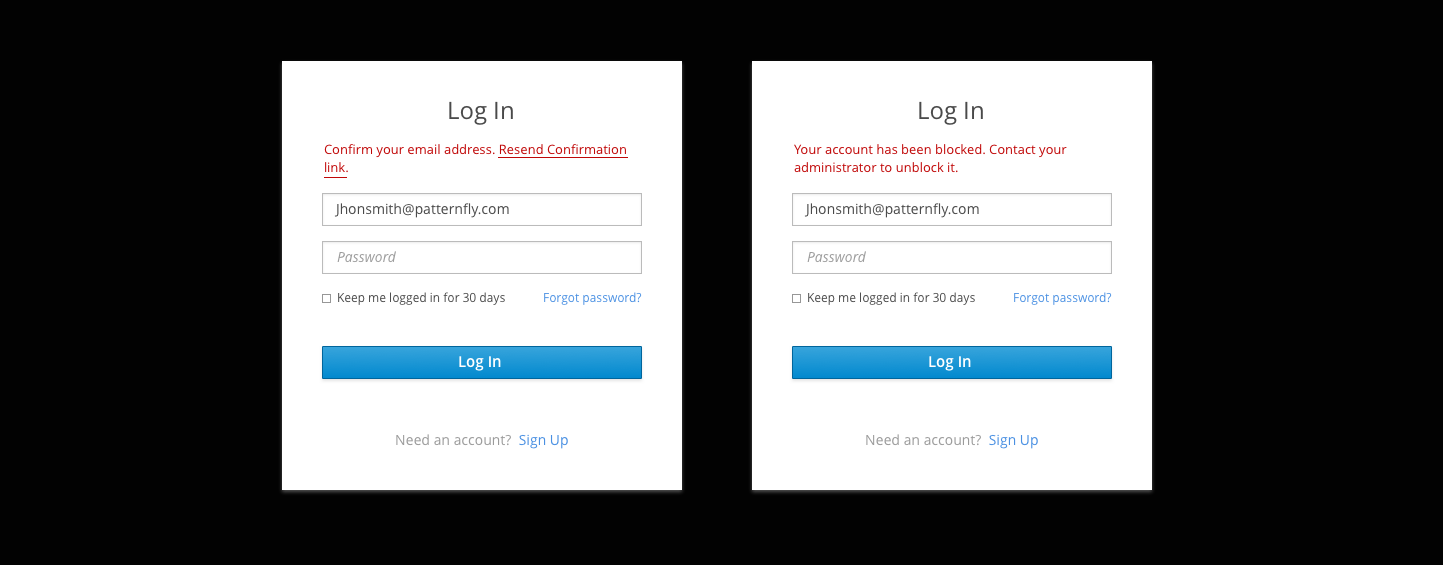 Log In
Confirm your email address. Resend Confirmation
link.
Jhonsmith@patternfly.com
Password
Keep me logged in for 30 days
Forgot password?
Log In
Need an account? Sign Up
Log In
Your account has been blocked. Contact your
administrator to unblock it.
Jhonsmith@patternfly.com
Password
Keep me logged in for 30 days
Forgot password?
Log In
Need an account? Sign Up